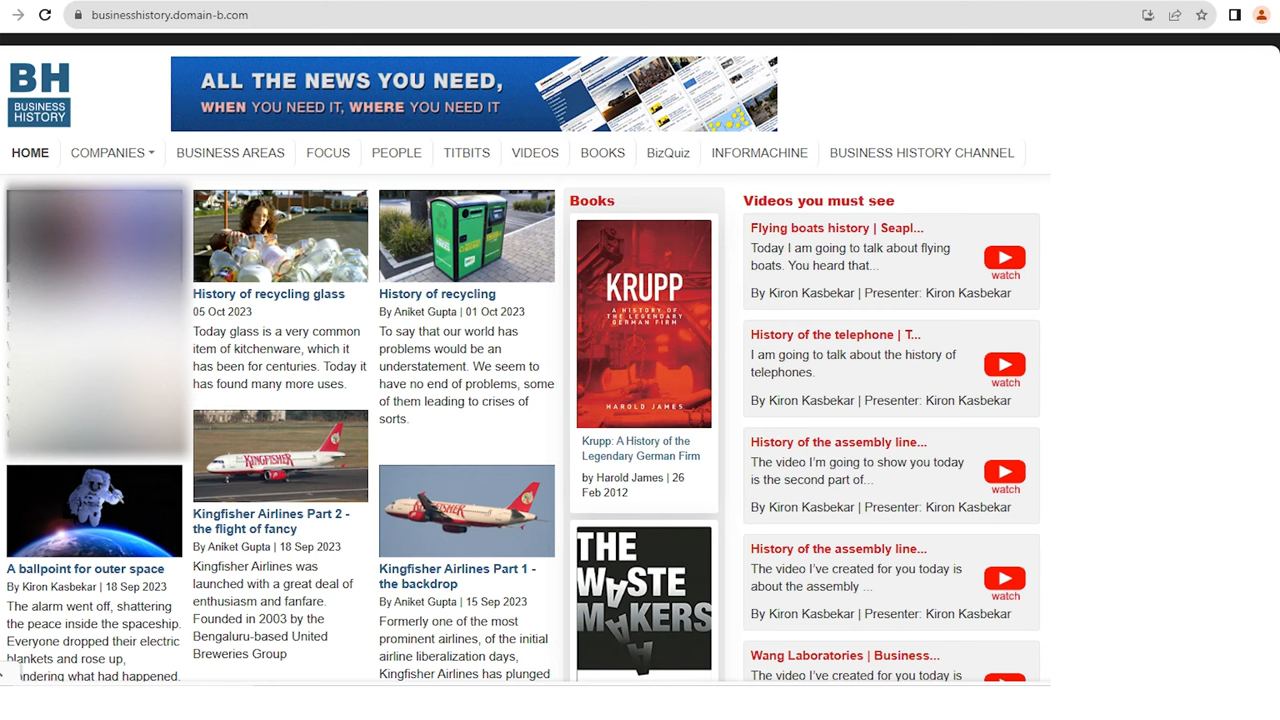 businesshistory.domain-b.com
BH
BUSINESS
HISTORY
ALL THE NEWS YOU NEED,
WHEN YOU NEED IT, WHERE YOU NEED IT
HOME
COMPANIES
BUSINESS AREAS
FOCUS
PEOPLE
TITBITS
VIDEOS
BOOKS
BizQuiz
INFORMACHINE
BUSINESS HISTORY CHANNEL
A ballpoint for outer space
By Kiron Kasbekar | 18 Sep 2023
The alarm went off, shattering
the peace inside the spaceship.
Everyone dropped their electric
blankets and rose up,
wondering what had happened.
History of recycling glass
05 Oct 2023
Today glass is a very common
item of kitchenware, which it
has been for centuries. Today it
has found many more uses.
KINGFISHER
Kingfisher Airlines Part 2 -
the flight of fancy
By Aniket Gupta | 18 Sep 2023
Kingfisher Airlines was
launched with a great deal of
enthusiasm and fanfare.
Founded in 2003 by the
Bengaluru-based United
Breweries Group
History of recycling
By Aniket Gupta | 01 Oct 2023
To say that our world has
problems would be an
understatement. We seem to
have no end of problems, some
of them leading to crises of
sorts.
KINGFISHER
Kingfisher Airlines Part 1 -
the backdrop
By Aniket Gupta | 15 Sep 2023
Formerly one of the most
prominent airlines, of the initial
airline liberalization days,
Kingfisher Airlines has plunged
Books
KRUPP
A HISTORY OF
THE LEGENDARY
GERMAN FIRM
HAROLD JAMES
Krupp: A History of the
Legendary German Firm
by Harold James | 26
Feb 2012
THE
WASTE
MAKERS
Videos you must see
Flying boats history | Seapl...
Today I am going to talk about flying
boats. You heard that...
watch
By Kiron Kasbekar | Presenter: Kiron Kasbekar
History of the telephone | T...
I am going to talk about the history of
telephones.
watch
By Kiron Kasbekar | Presenter: Kiron Kasbekar
History of the assembly line...
The video I'm going to show you today
is the second part of...
watch
By Kiron Kasbekar | Presenter: Kiron Kasbekar
History of the assembly line...
The video I've created for you today is
about the assembly ...
watch
By Kiron Kasbekar | Presenter: Kiron Kasbekar
Wang Laboratories | Business...
The video I've created for you today is